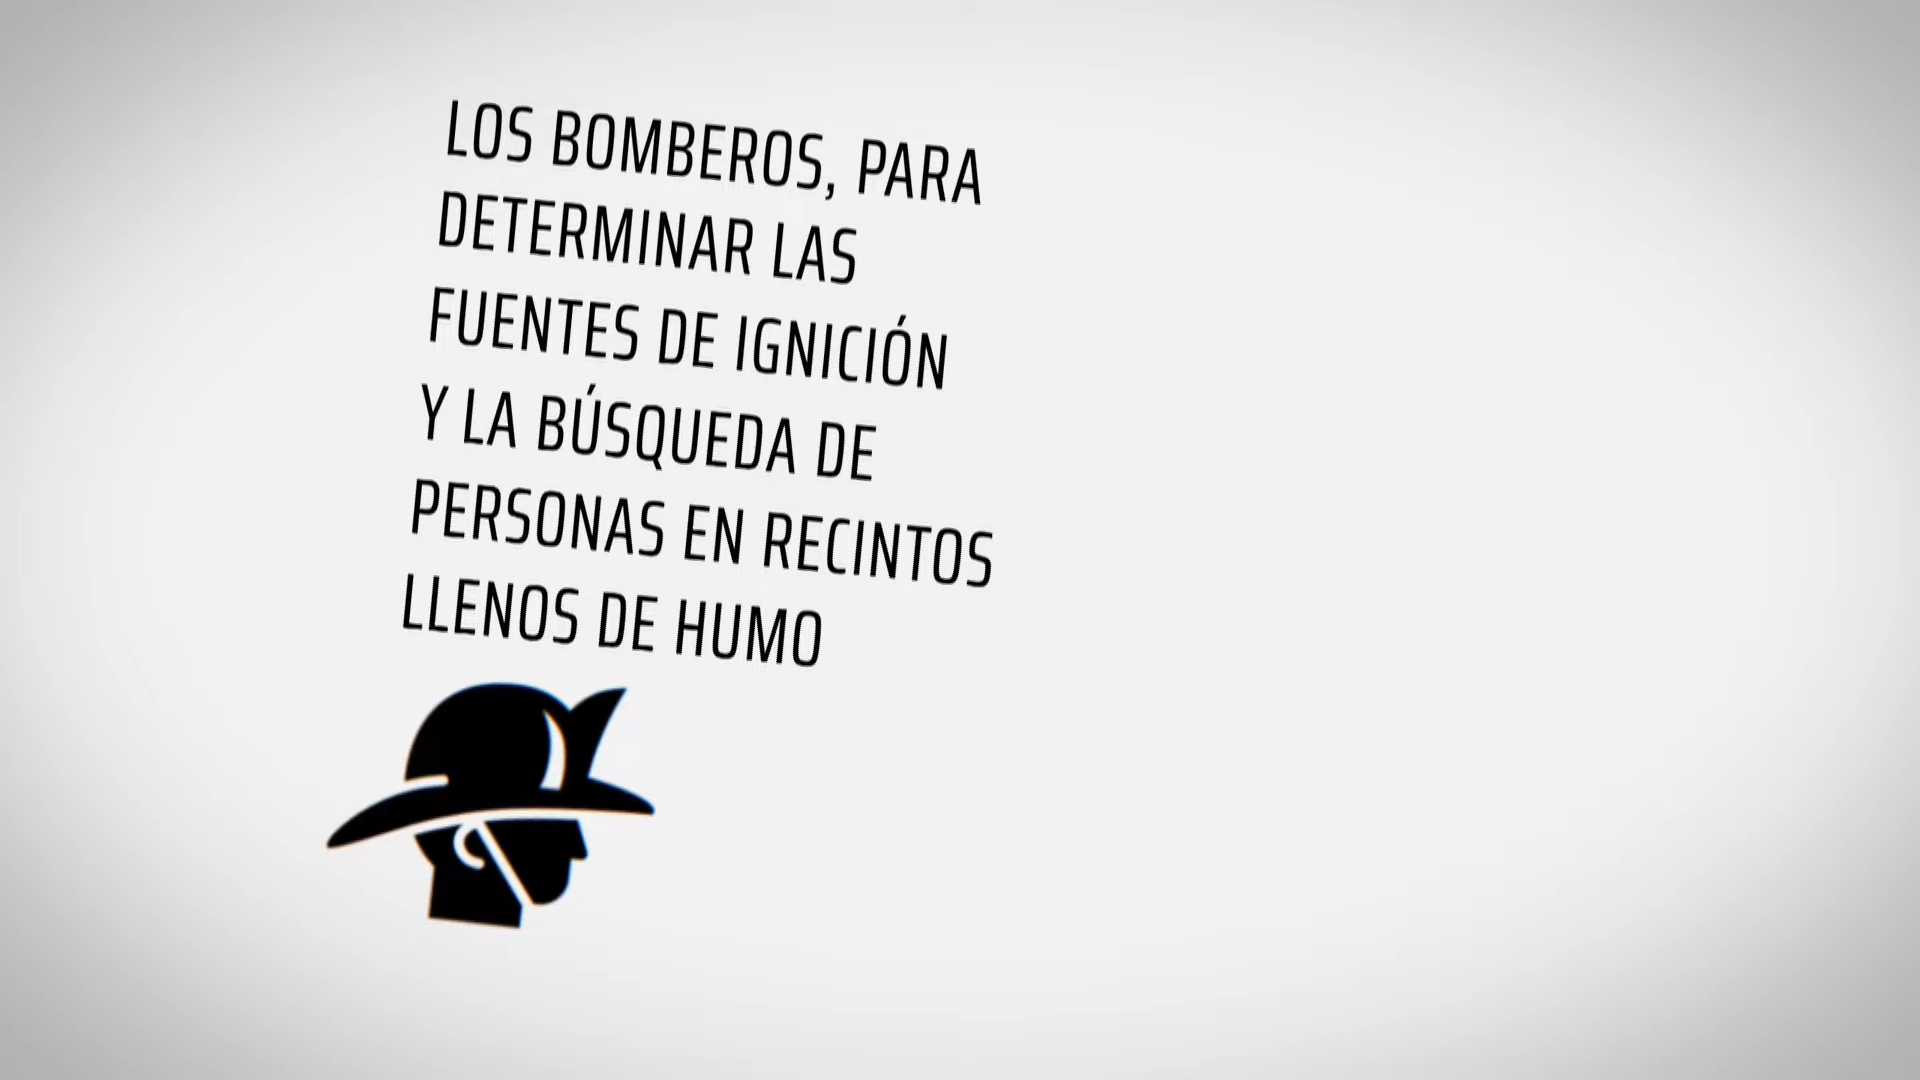 LOS BOMBEROS, PARA
DETERMINAR LAS
FUENTES DE IGNICIÓN
Y LA BÚSQUEDA DE
PERSONAS EN RECINTOS
LLENOS DE HUMO